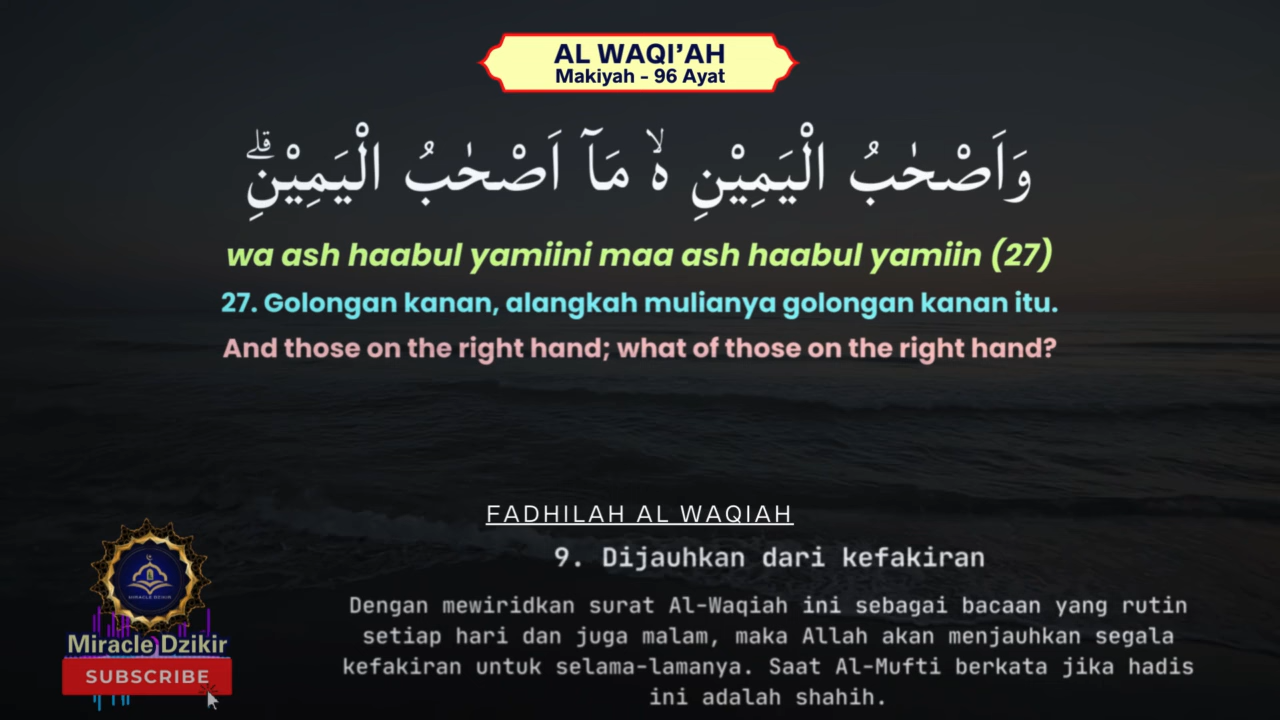 AL WAQI’AH
Makiyah - 96 Ayat
وَاَصْحٰبُ الْيَمِيْنِ ەۙ مَآ اَصْحٰبُ الْيَمِيْنِۗ
wa ash haabul yamiini maa ash haabul yamiin (27)
27. Golongan kanan, alangkah mulianya golongan kanan itu.
And those on the right hand; what of those on the right hand?
FADHILAH AL WAQIAH
9. Dijauhkan dari kefakiran
Dengan mewiridkan surat Al-Waqiah ini sebagai bacaan yang rutin
setiap hari dan juga malam, maka Allah akan menjauhkan segala
kefakiran untuk selama-lamanya. Saat Al-Mufti berkata jika hadis
ini adalah shahih.
MIRACLE DZIKIR
Miracle Dzikir
SUBSCRIBE